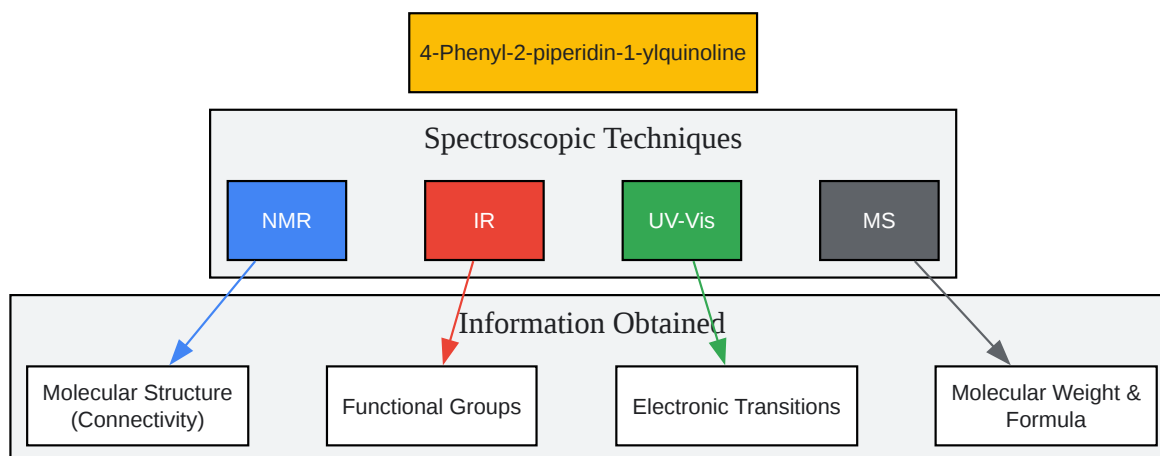 4-Phenyl-2-piperidin-1-ylquinoline
Spectroscopic Techniques
NMR
IR
UV-Vis
MS
Information Obtained
Molecular Structure
(Connectivity)
Functional Groups
Electronic Transitions
Molecular Weight &
Formula